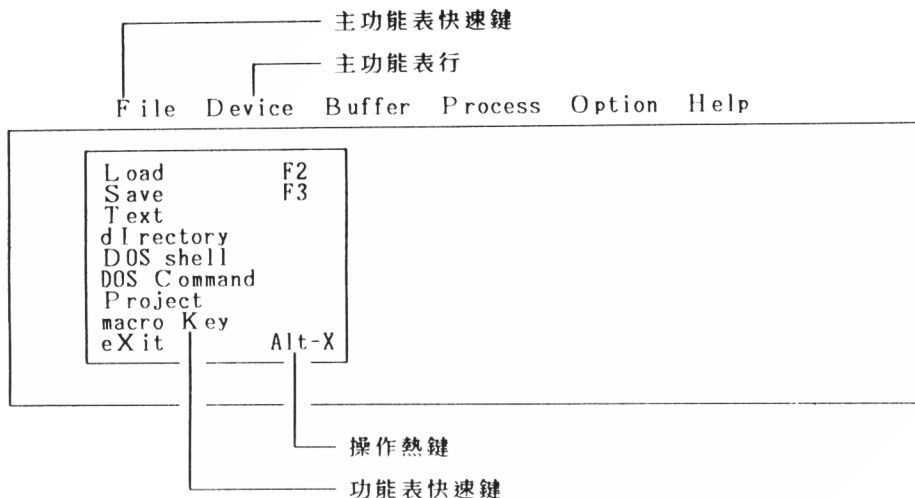 主功能表快速鍵
主功能表行
File Device Buffer Process Option Help
Load F2
Save F3
Text
dIrectory
DOS shell
DOS Command
Project
macro Key
eXit Alt-X
操作熱鍵
功能表快速鍵